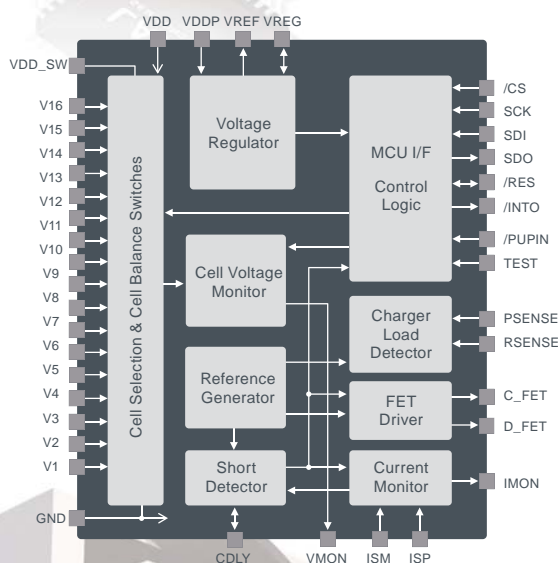 VDD VDDP VREF VREG
VDD_SW
V16
V15
V14
V13
V12
V11
V10
V9
V8
V7
V6
V5
V4
V3
V2
V1
GND
Cell Selection & Cell Balance Switches
Voltage
Regulator
MCU I/F
Control
Logic
Cell Voltage
Monitor
Charger
Load
Detector
Reference
Generator
FET
Driver
Short
Detector
Current
Monitor
/CS
SCK
SDI
SDO
/RES
/INTO
/PUPIN
TEST
PSENSE
RSENSE
C_FET
D_FET
IMON
CDLY VMON ISM ISP